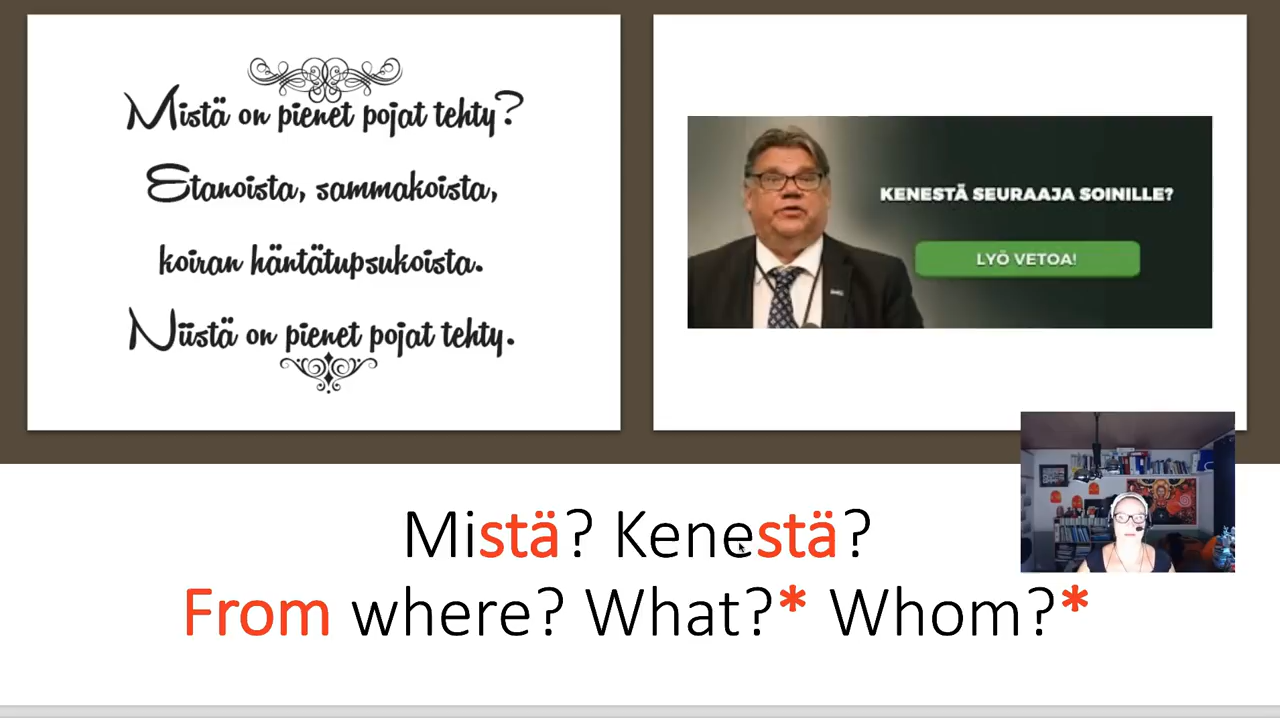 Mistä on pienet pojat tehty?
Etanoista, sammakoista,
koiran häntätupsukoista.
Niistä on pienet pojat tehty.
KENESTÄ SEURAAJA SOINILLE?
LYÖ VETOA!
Mistä? Kenestä?
From where? What?* Whom?*